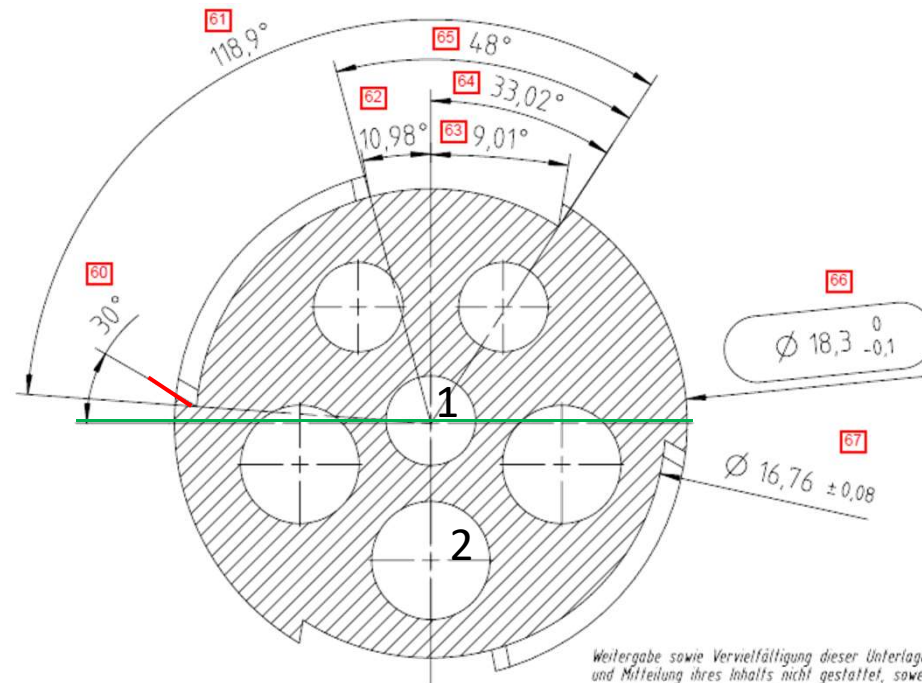 61
118,9°
65 48°
64 33,02°
62
10,98° 63 9,01°
60
30°
66
Ø 18,3 0 -0,1
1
67
Ø 16,76 ±0,08
2
Weitergabe sowie Vervielfältigung dieser Unterlag
und Mitteilung ihres Inhalts nicht gestattet, sowe